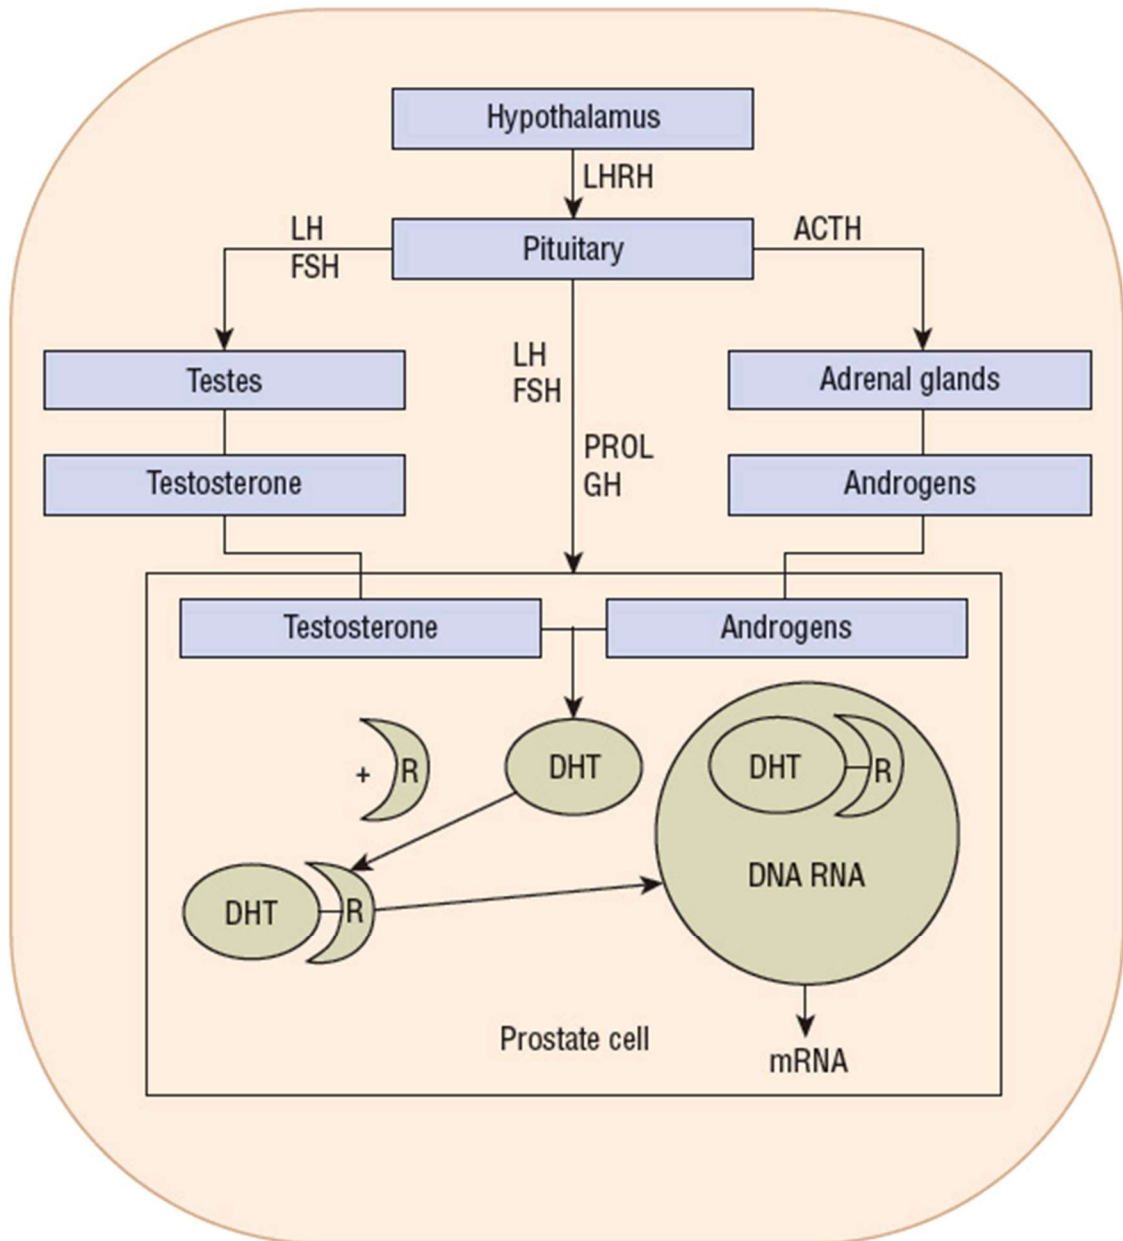 Hypothalamus
LHRH
LH
FSH
Pituitary
ACTH
Testes
LH
FSH
Adrenal glands
Testosterone
PROL
GH
Androgens
Testosterone
Androgens
+ R
DHT
DHT R
DNA RNA
DHT R
Prostate cell
mRNA